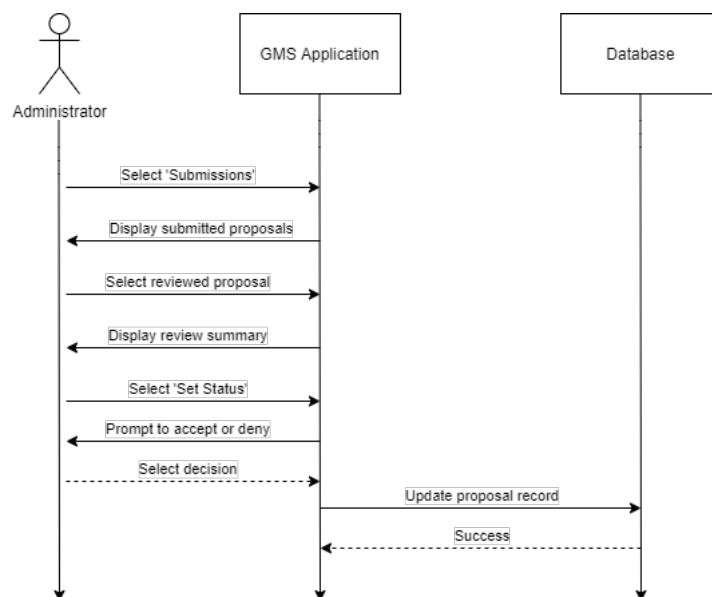 GMS Application
Database
Administrator
Select 'Submissions'
Display submitted proposals
Select reviewed proposal
Display review summary
Select 'Set Status'
Prompt to accept or deny
Select decision
Update proposal record
Success